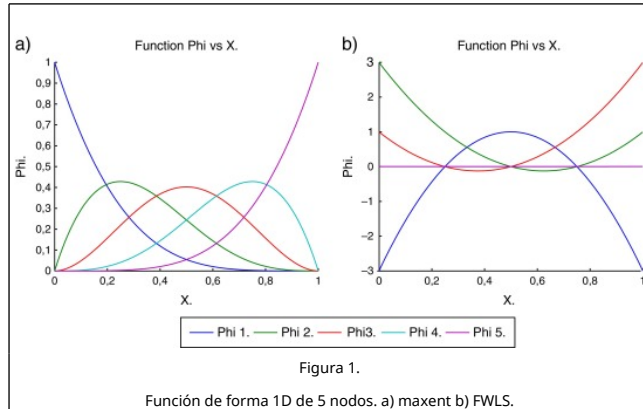 a)
Function Phi vs X.
Phi.
1
0,9
0,8
0,7
0,6
0,5
0,4
0,3
0,2
0,1
0
0 0,2 0,4 0,6 0,8 1
X.
b)
Function Phi vs X.
Phi.
3
2
1
0
−1
−2
−3
0 0,2 0,4 0,6 0,8 1
X.
Phi 1. Phi 2. Phi3. Phi 4. Phi 5.
Figura 1.
Función de forma 1D de 5 nodos. a) maxent b) FWLS.